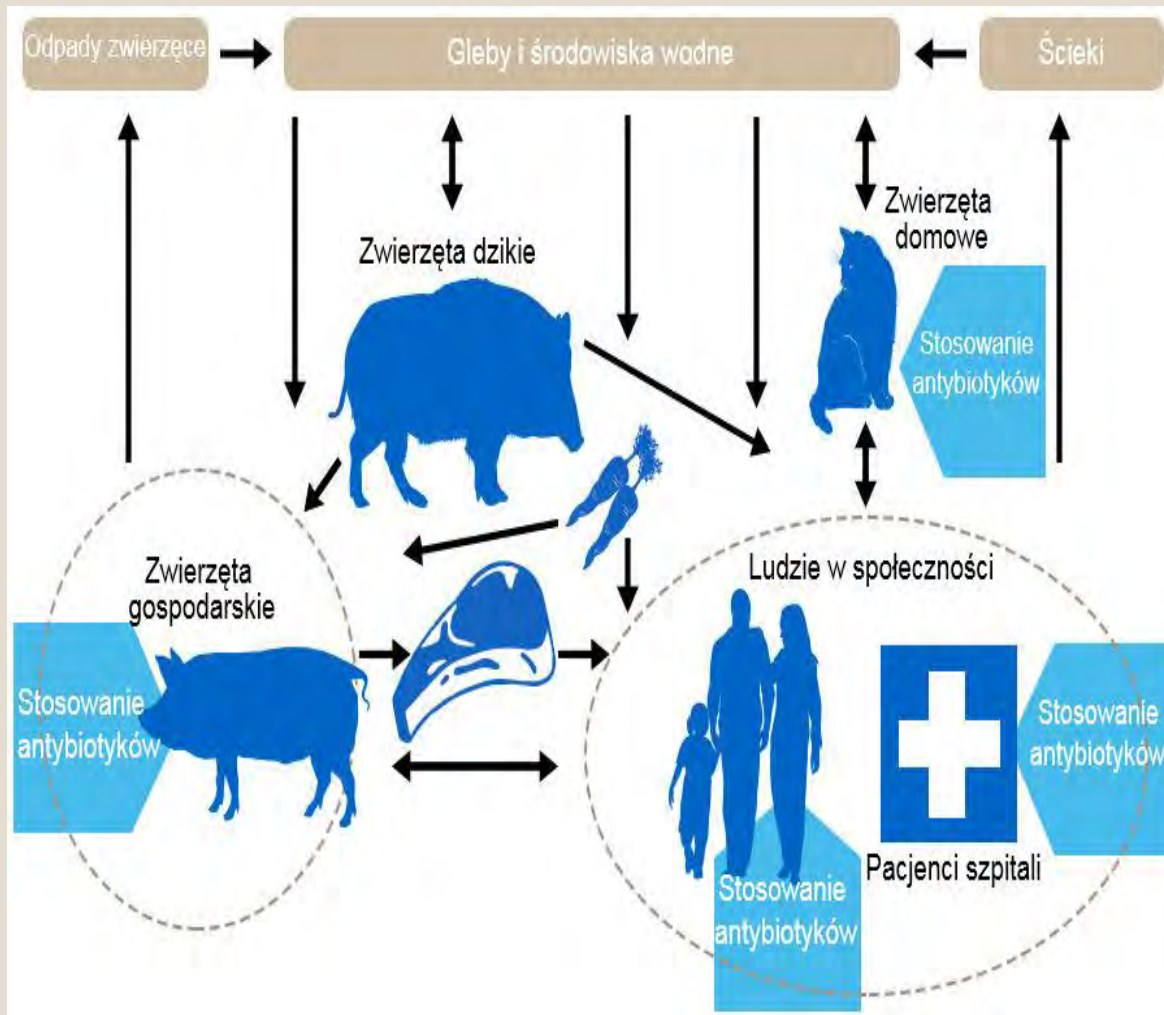 Odpady zwierzęce
Gleby i środowiska wodne
Ścieki
Zwierzęta dzikie
Zwierzęta
domowe
Stosowanie
antybiotyków
Zwierzęta
gospodarskie
Stosowanie
antybiotyków
Ludzie w społeczności
Stosowanie
antybiotyków
Pacjenci szpitali
Stosowanie
antybiotyków